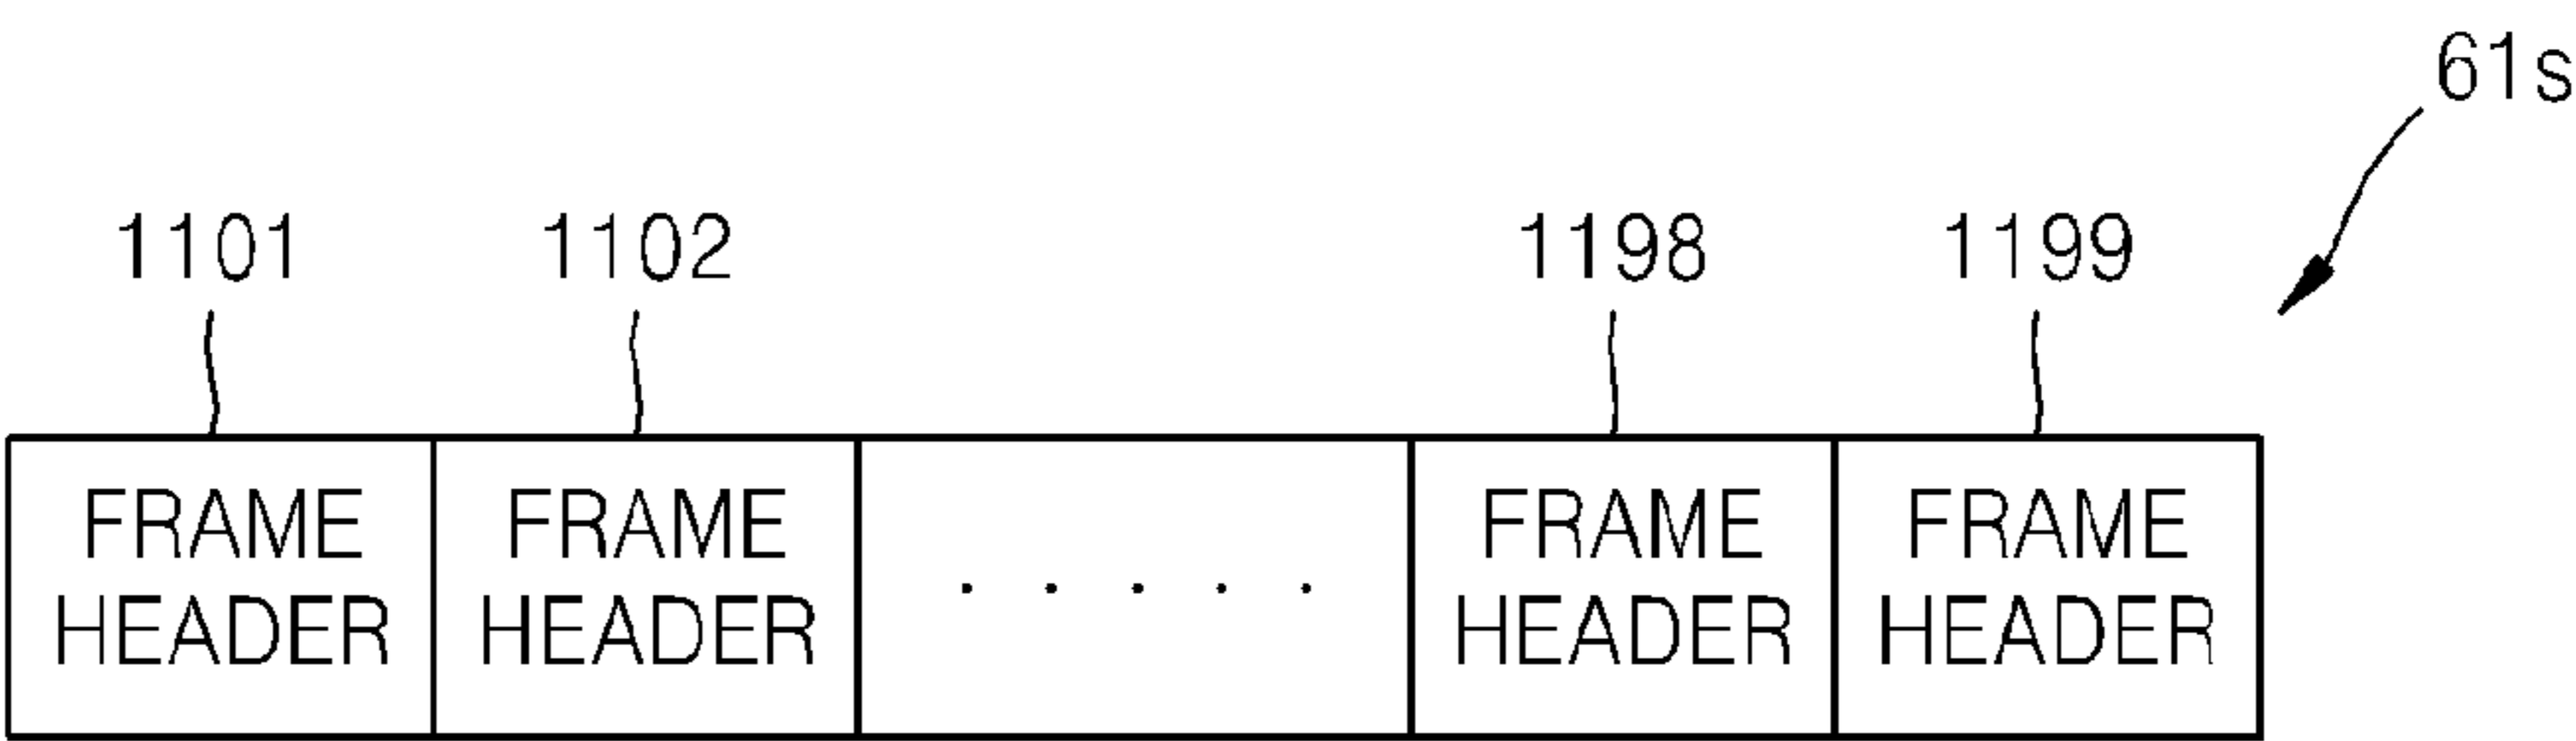 61s
1101 1102 1198 1199
FRAME FRAME FRAME FRAME
HEADER HEADER . . . . . HEADER HEADER